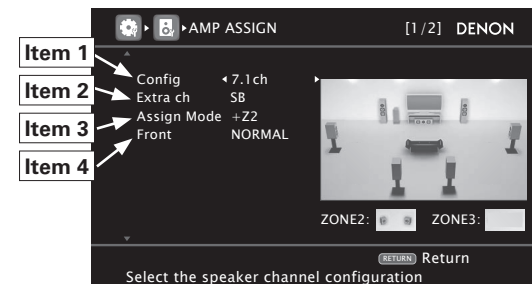 AMP ASSIGN [1/2] DENON
Item 1
Item 2
Item 3
Item 4
Config 7.1ch
Extra ch SB
Assign Mode +Z2
Front NORMAL
ZONE2: ZONE3:
RETURN Return
Select the speaker channel configuration